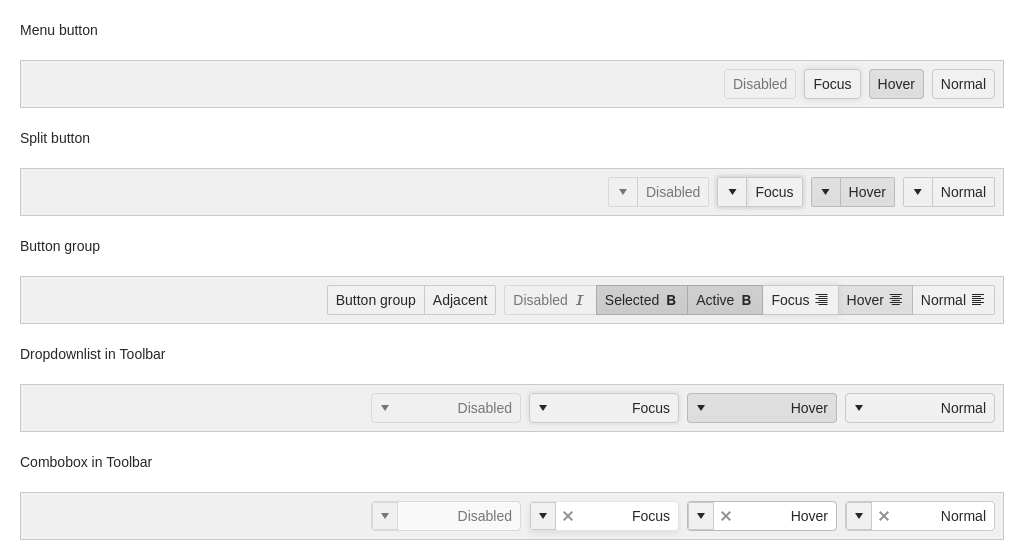 Menu button
Disabled Focus Hover Normal
Split button
Disabled Focus Hover Normal
Button group
Button group Adjacent Disabled Selected Active Focus Hover Normal
Dropdownlist in Toolbar
Disabled Focus Hover Normal
Combobox in Toolbar
Disabled Focus Hover Normal